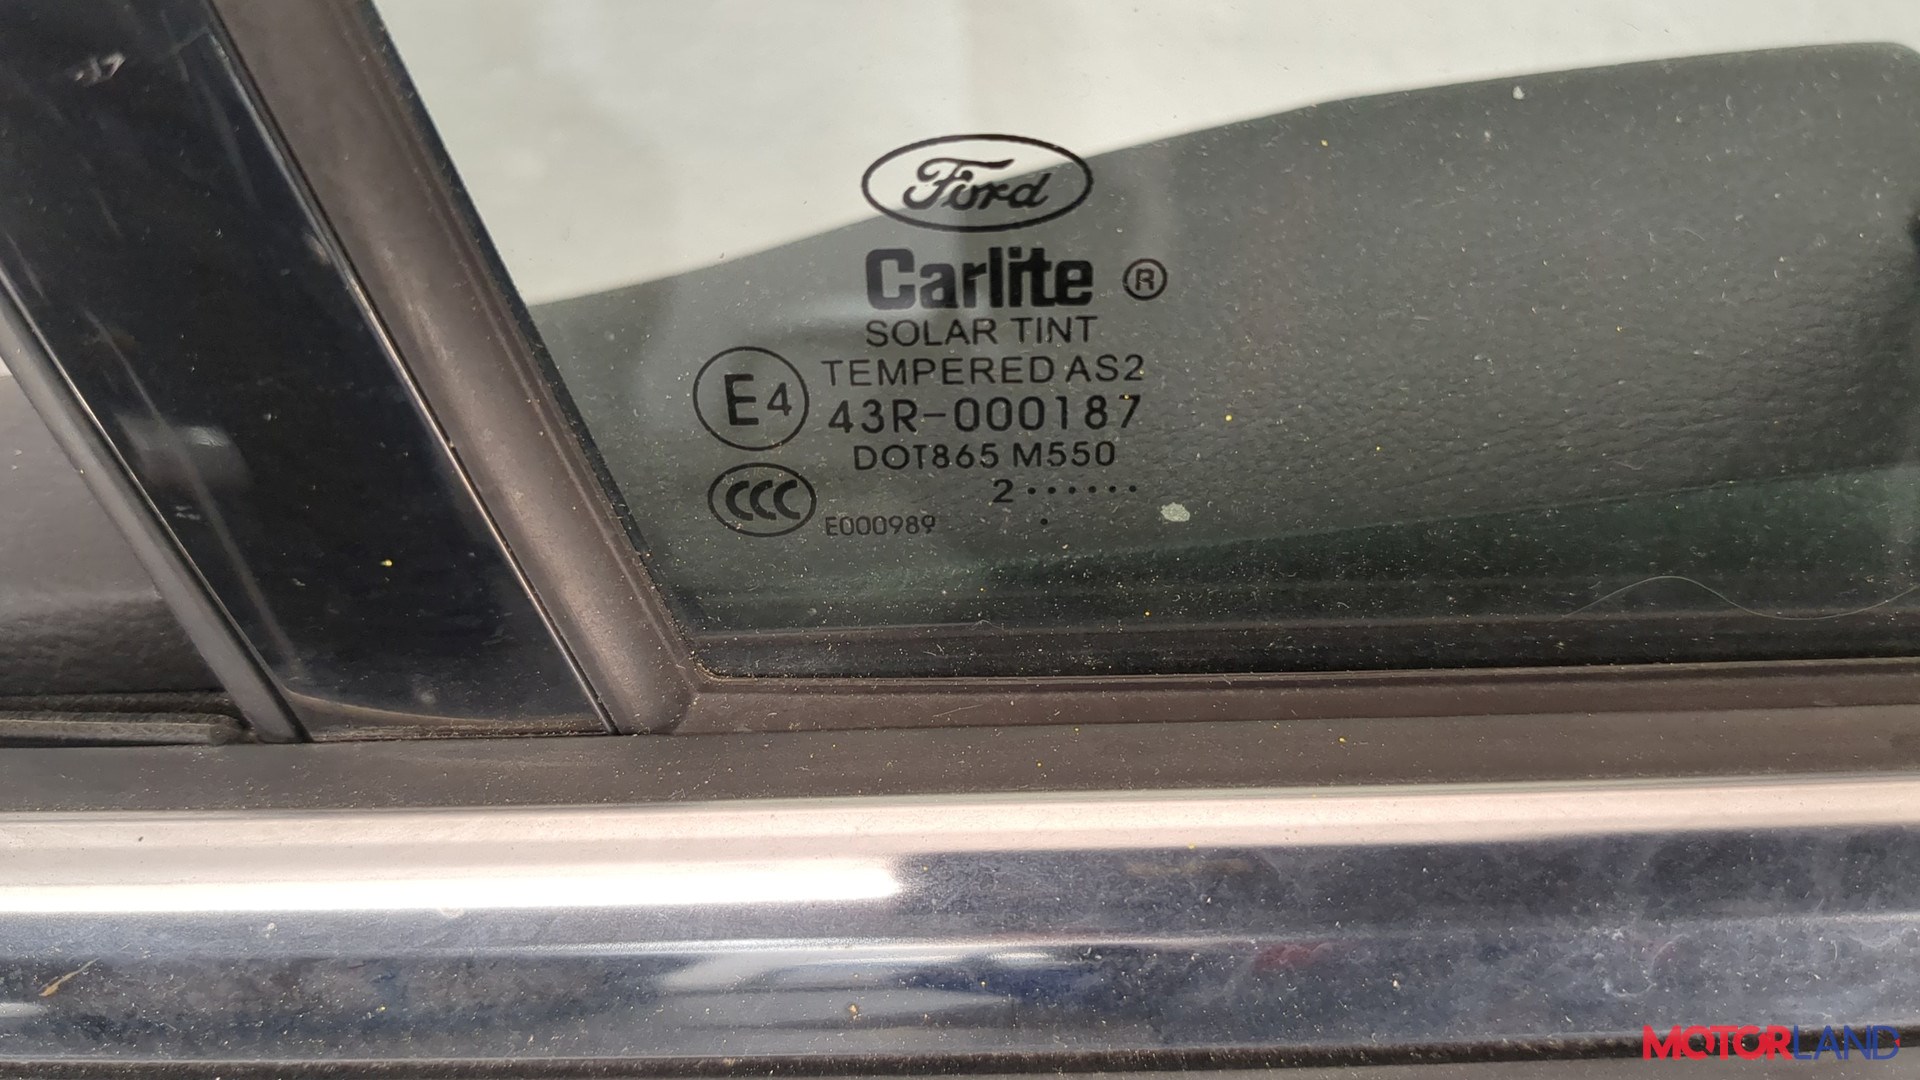 Ford
Carlite ®
SOLAR TINT
TEMPERED AS2
E4 43R-000187
DOT865 M550
2······
CCC E000989 .
MOTORLAND